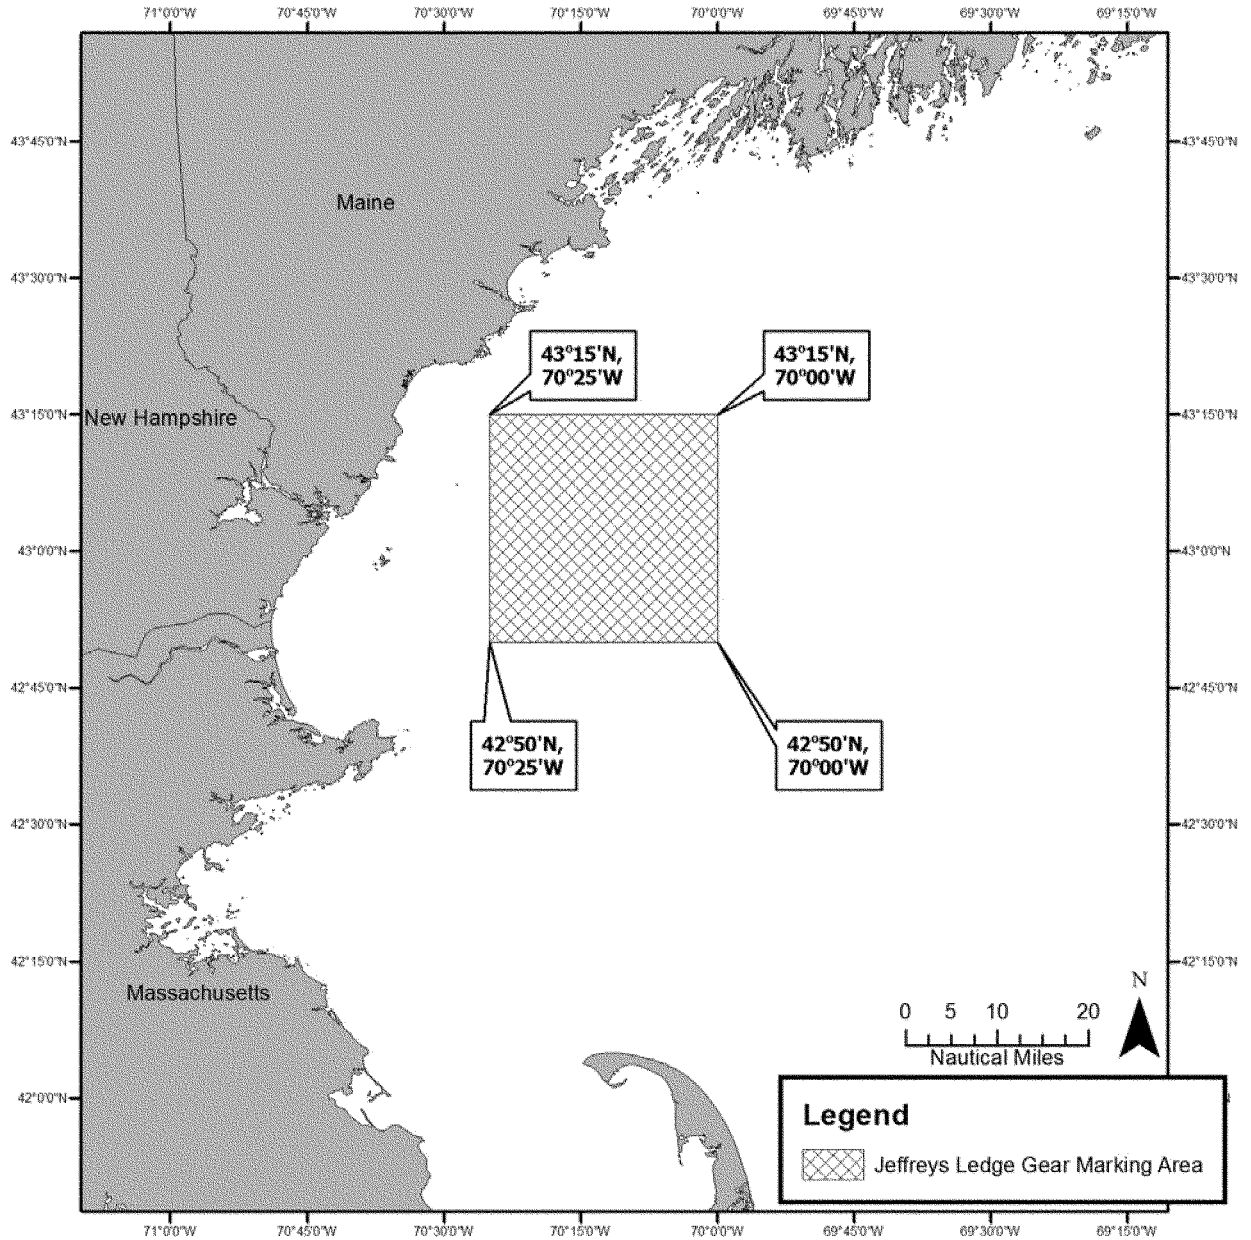 71°0'0"W 70°45'0"W 70°30'0"W 70°15'0"W 70°0'0"W 69°45'0"W 69°30'0"W 69°15'0"W
43°45'0"N 43°45'0"N
Maine
43°30'0"N 43°30'0"N
43°15'N,
70°25'W
43°15'N,
70°00'W
43°15'0"N 43°15'0"N
New Hampshire
43°0'0"N 43°0'0"N
42°45'0"N 42°45'0"N
42°50'N,
70°25'W
42°50'N,
70°00'W
42°30'0"N 42°30'0"N
42°15'0"N 42°15'0"N
Massachusetts
N
0 5 10 20
Nautical Miles
42°0'0"N
Legend
Jeffreys Ledge Gear Marking Area
71°0'0"W 70°45'0"W 70°30'0"W 70°15'0"W 70°0'0"W 69°45'0"W 69°30'0"W 69°15'0"W